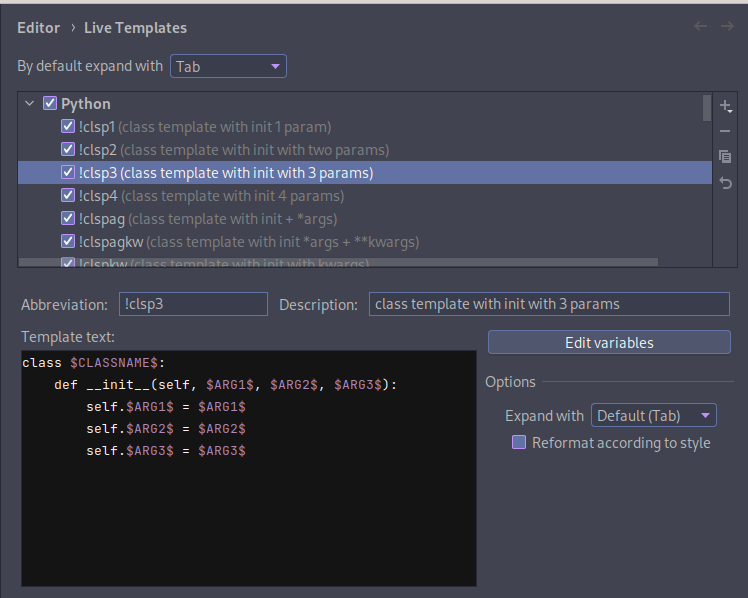 Editor › Live Templates
By default expand with Tab
Python
!clsp1 (class template with init 1 param)
!clsp2 (class template with init with two params)
!clsp3 (class template with init with 3 params)
!clsp4 (class template with init 4 params)
!clspag (class template with init + *args)
!clspagkw (class template with init *args + **kwargs)
!clspkw (class template with init with kwargs)
Abbreviation: !clsp3 Description: class template with init with 3 params
Template text:
Edit variables
class $CLASSNAME$:
    def __init__(self, $ARG1$, $ARG2$, $ARG3$):
        self.$ARG1$ = $ARG1$
        self.$ARG2$ = $ARG2$
        self.$ARG3$ = $ARG3$
Options
Expand with Default (Tab)
Reformat according to style